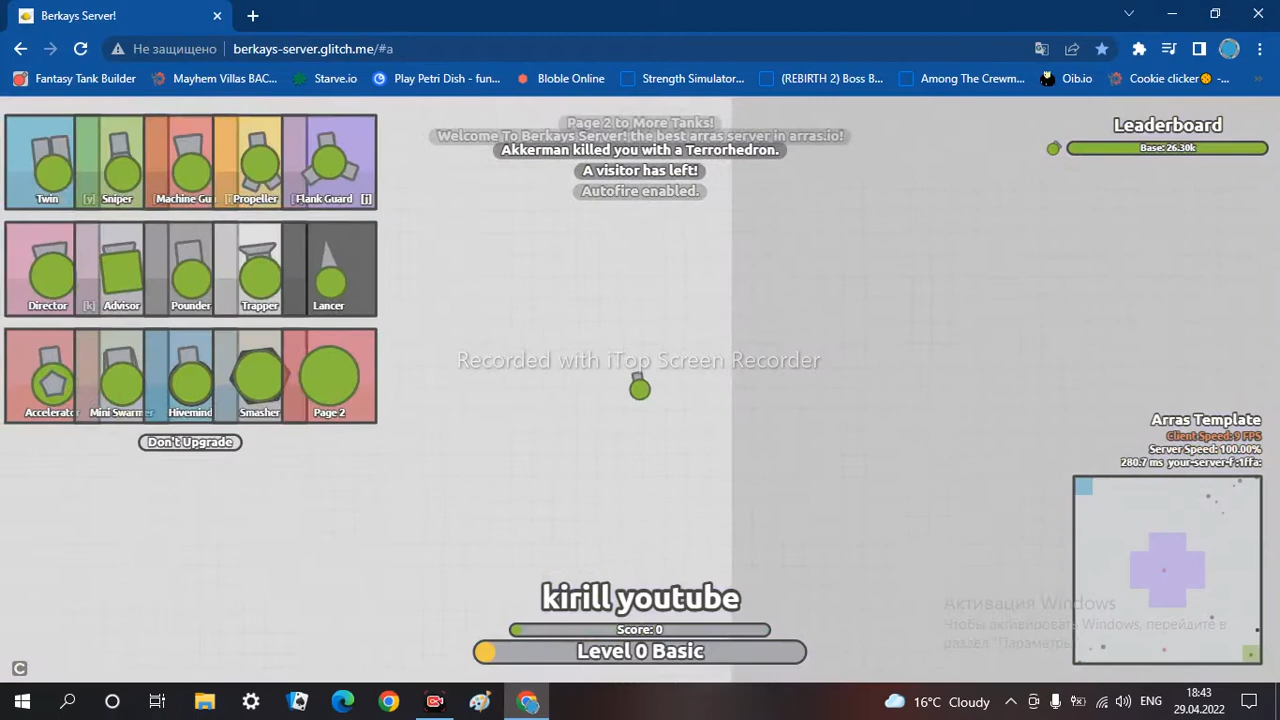 Berkays Server!
Не защищено
berkays-server.glitch.me/#a
Fantasy Tank Builder
Mayhem Villas BAC...
Starve.io
Play Petri Dish - fun...
Bloble Online
Strength Simulator...
(REBIRTH 2) Boss B...
Among The Crewm...
Oib.io
Cookie clicker🍪 -...
Page 2 to More Tanks!
Welcome To Berkays Server! the best arras server in arras.io!
Akkerman killed you with a Terrorhedron.
A visitor has left!
Autofire enabled.
Leaderboard
Base: 26.30k
Twin
[y] Sniper
Machine Gu
Propeller
Flank Guard [j]
Director
[k] Advisor
Pounder
Trapper
Lancer
Accelerator
Mini Swarmer
Hivemind
Smasher
Page 2
Don't Upgrade
Recorded with iTop Screen Recorder
Arras Template
Client Speed: 9 FPS
Server Speed: 100.00%
280.7 ms your-server-f :1ffa:
kirill youtube
Score: 0
Level 0 Basic
Активация Windows
Чтобы активировать Windows, перейдите в
раздел "Параметры
C
16°C Cloudy
ENG
18:43
29.04.2022